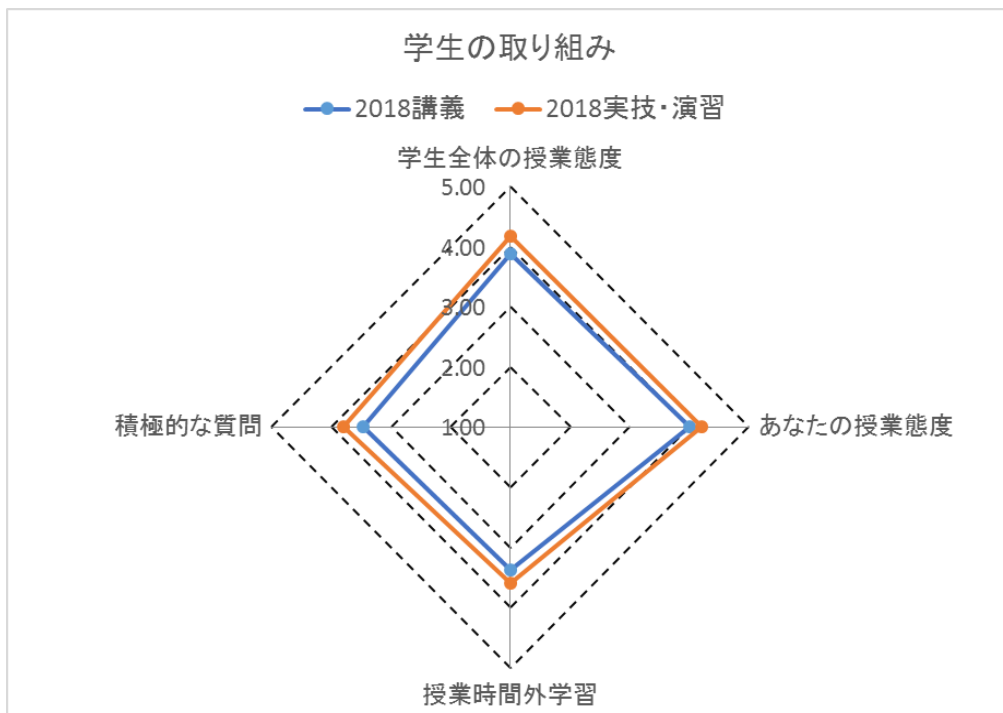 学生の取り組み
2018講義 2018実技・演習
学生全体の授業態度
5.00
4.00
3.00
2.00
積極的な質問 1.00 あなたの授業態度
授業時間外学習